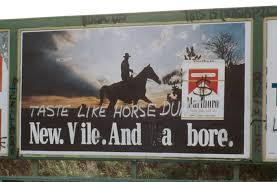 TASTE LIKE HORSE DU
Marlboro
New. Vile. And a bore.